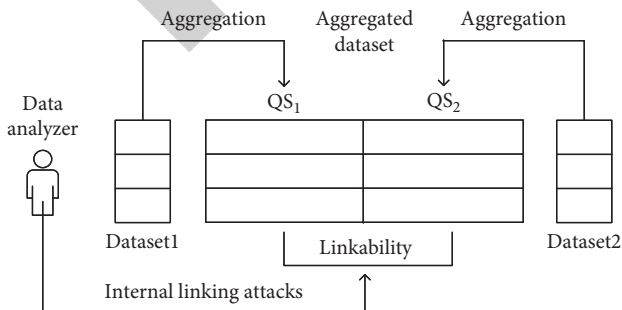 Aggregation
Aggregated
dataset
Aggregation
Data
analyzer
QS₁
QS₂
Dataset1
Linkability
Dataset2
Internal linking attacks